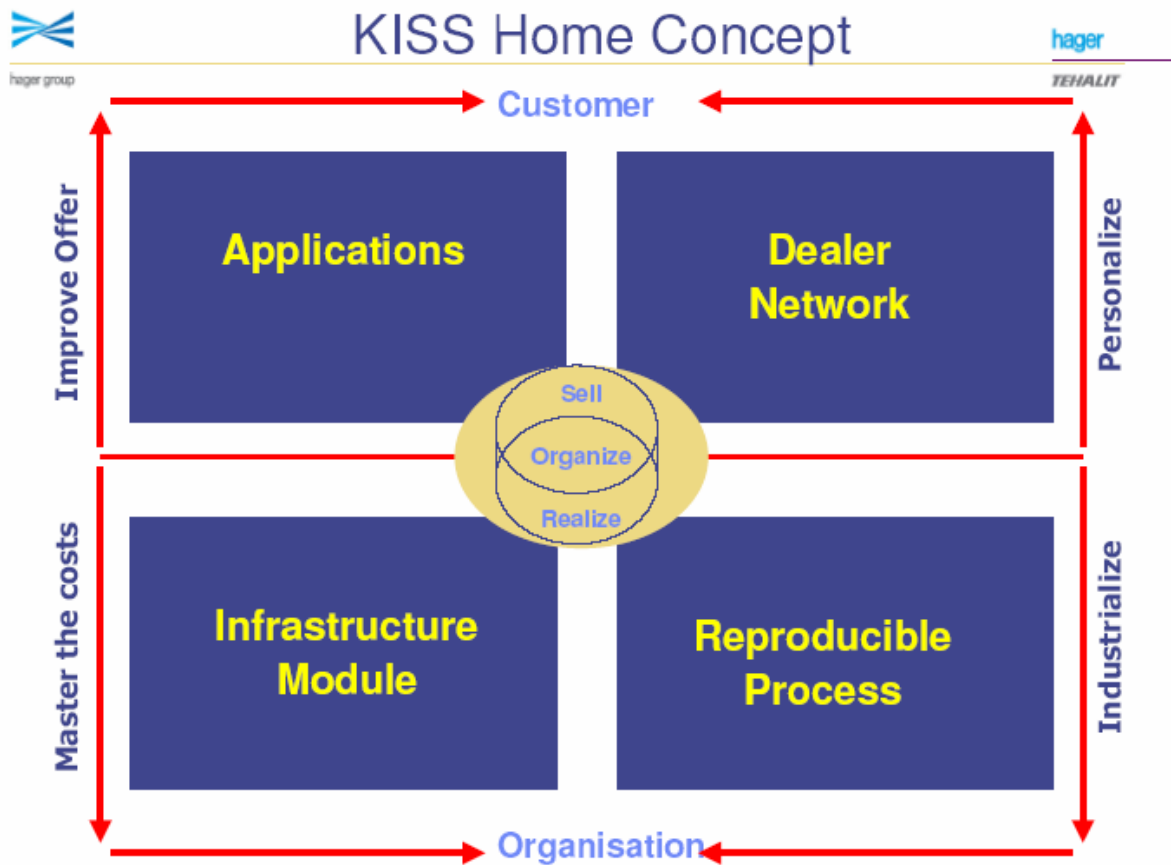 KISS Home Concept
hager group
hager
TEHALIT
Customer
Improve Offer
Applications
Dealer
Network
Personalize
Sell
Organize
Realize
Master the costs
Infrastructure
Module
Reproducible
Process
Industrialize
Organisation